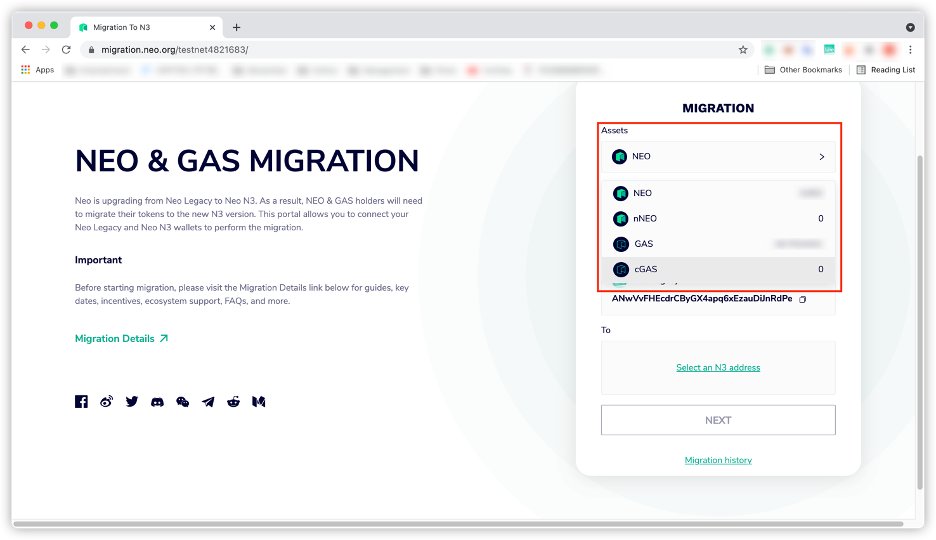 Migration To N3
migration.neo.org/testnet4821683/
Apps
Other Bookmarks
Reading List
NEO & GAS MIGRATION
Neo is upgrading from Neo Legacy to Neo N3. As a result, NEO & GAS holders will need
to migrate their tokens to the new N3 version. This portal allows you to connect your
Neo Legacy and Neo N3 wallets to perform the migration.
Important
Before starting migration, please visit the Migration Details link below for guides, key
dates, incentives, ecosystem support, FAQs, and more.
Migration Details
MIGRATION
Assets
NEO
NEO
nNEO 0
GAS
cGAS 0
ANwVvFHEcdrCByGX4apq6xEzauDiJnRdPe
To
Select an N3 address
NEXT
Migration history